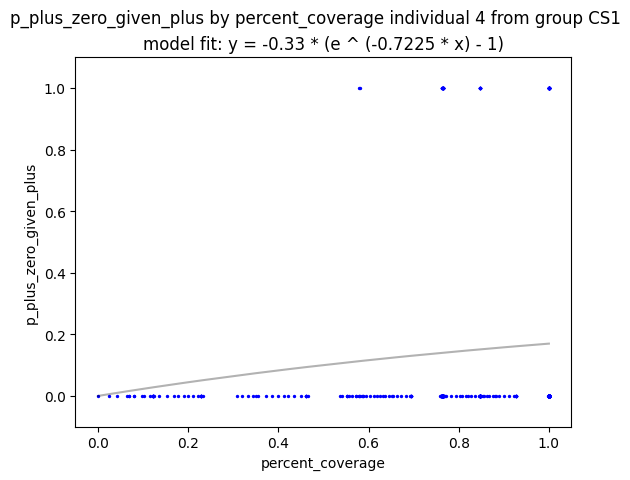 p_plus_zero_given_plus by percent_coverage individual 4 from group CS1
model fit: y = -0.33 * (e ^ (-0.7225 * x) - 1)
p_plus_zero_given_plus
1.0
0.8
0.6
0.4
0.2
0.0
0.0 0.2 0.4 0.6 0.8 1.0
percent_coverage